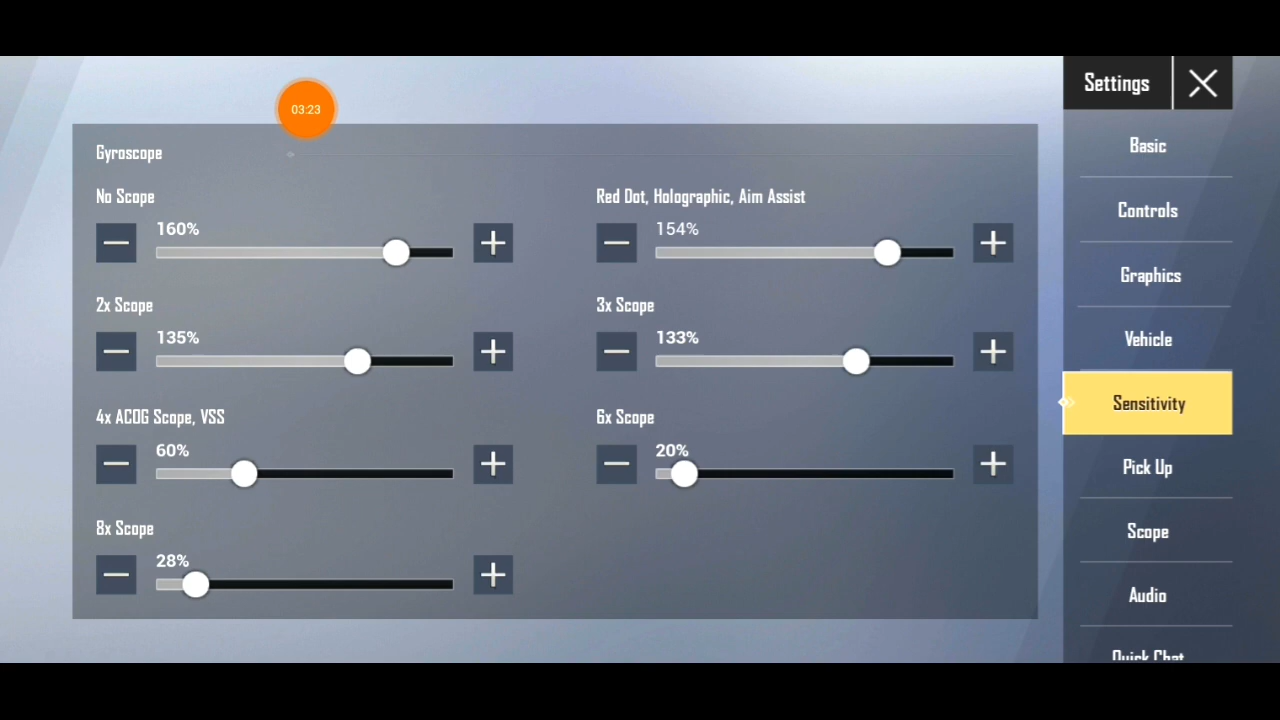 03:23
Gyroscope
No Scope
160%
Red Dot, Holographic, Aim Assist
154%
2x Scope
135%
3x Scope
133%
4x ACOG Scope, VSS
60%
6x Scope
20%
8x Scope
28%
Settings
Basic
Controls
Graphics
Vehicle
Sensitivity
Pick Up
Scope
Audio
Quick Chat